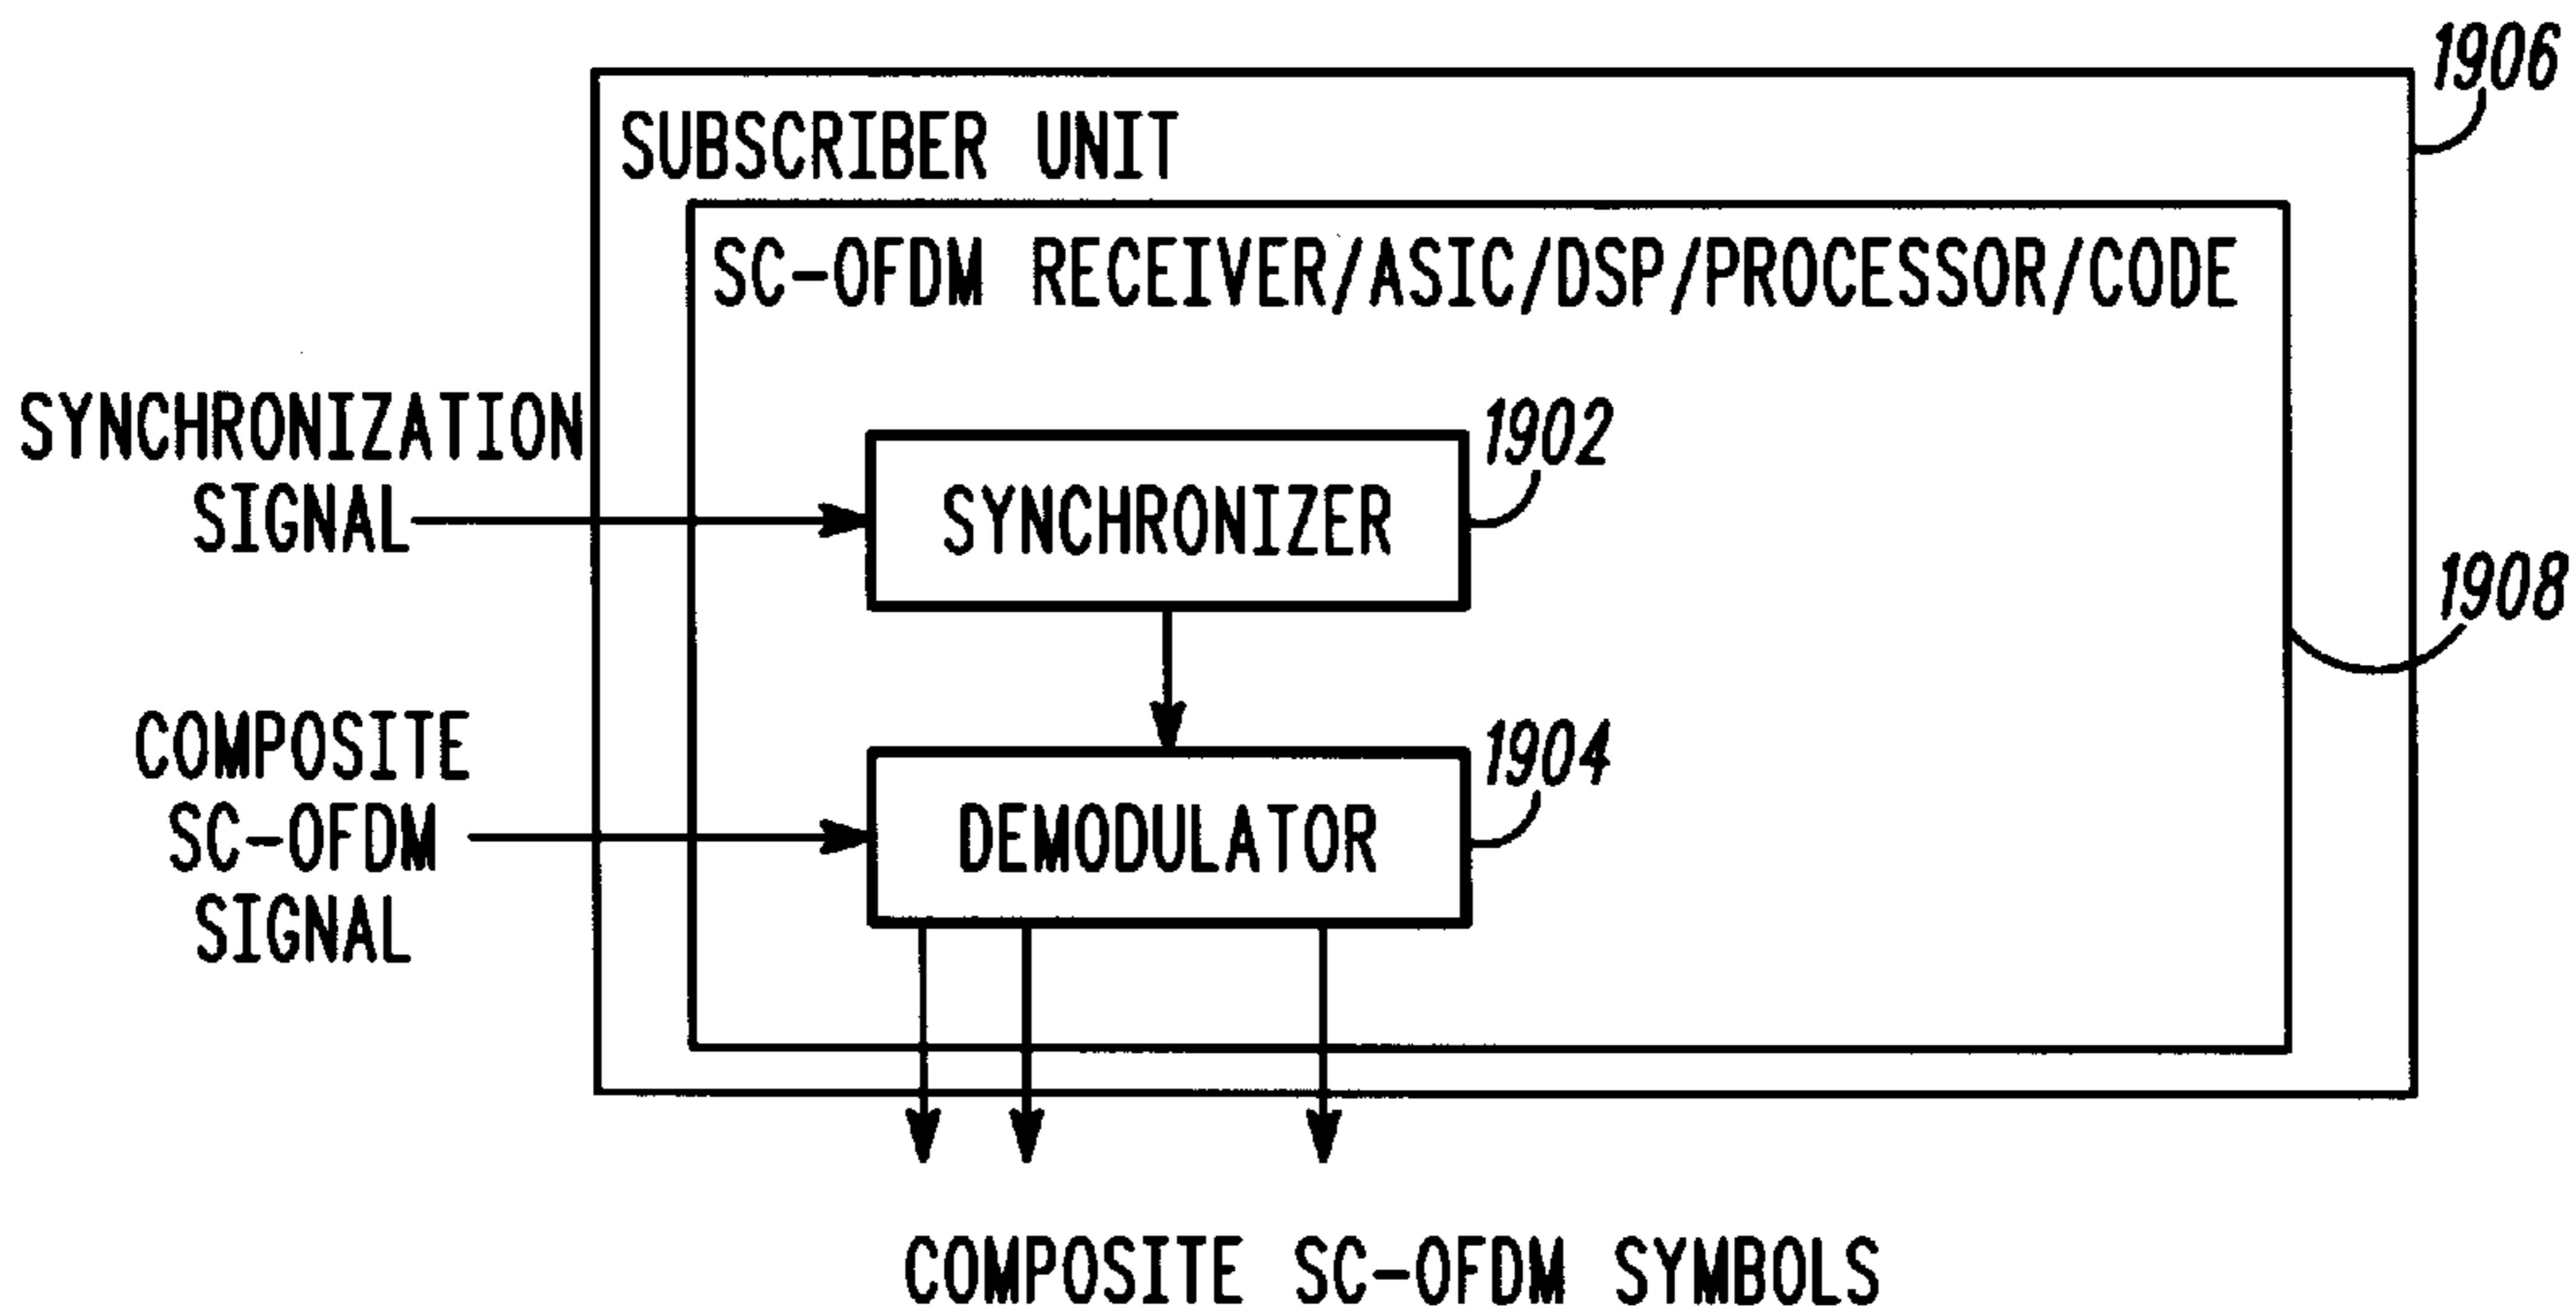 1906
SUBSCRIBER UNIT
SC-OFDM RECEIVER/ASIC/DSP/PROCESSOR/CODE
SYNCHRONIZATION
SIGNAL
1902
SYNCHRONIZER
1908
COMPOSITE
SC-OFDM
SIGNAL
1904
DEMODULATOR
COMPOSITE SC-OFDM SYMBOLS